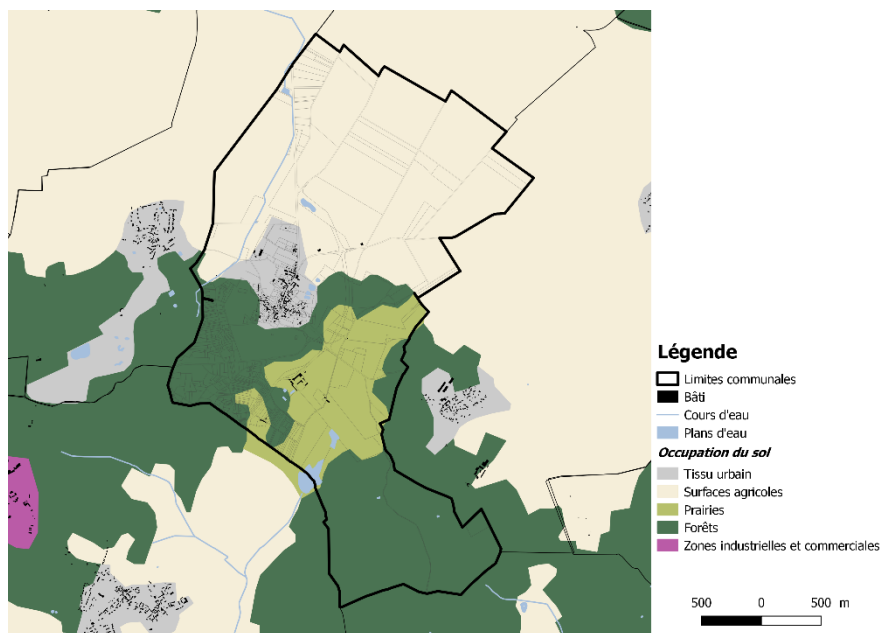 Légende
Limites communales
Bâti
Cours d'eau
Plans d'eau
Occupation du sol
Tissu urbain
Surfaces agricoles
Prairies
Forêts
Zones industrielles et commerciales
500 0 500 m